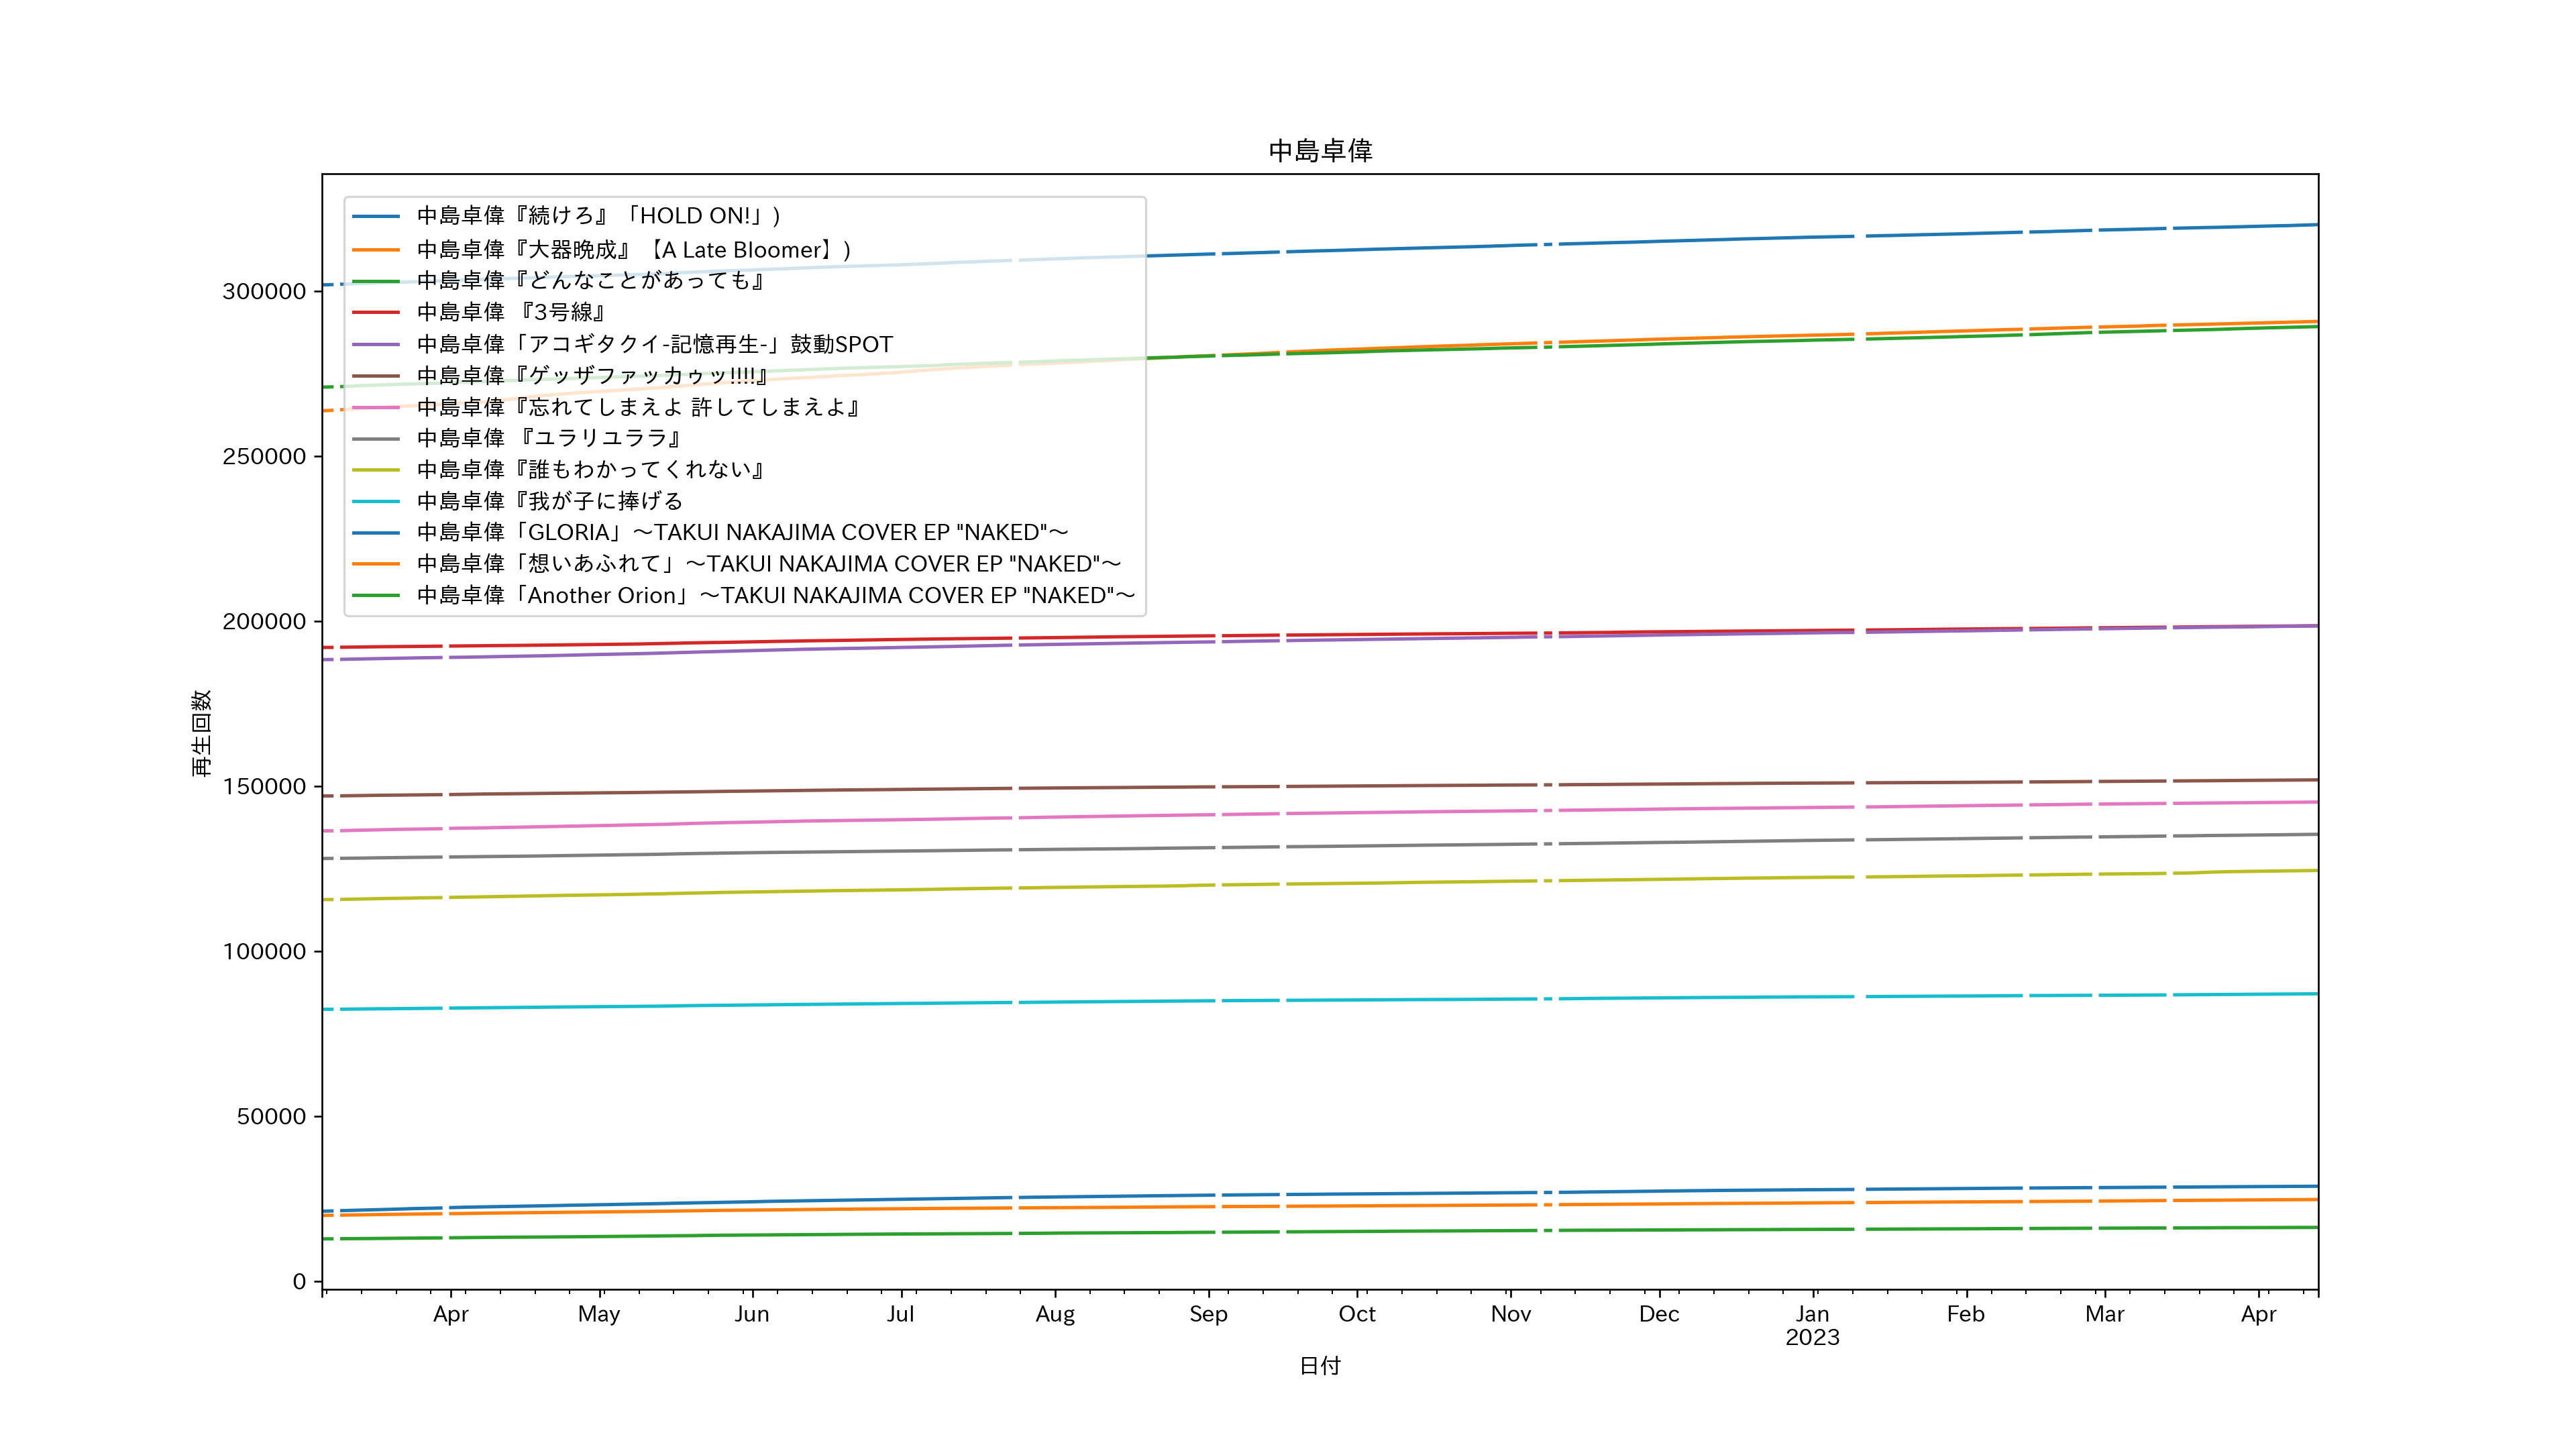 中島卓偉
中島卓偉『続けろ』「HOLD ON!」)
中島卓偉『大器晩成』【A Late Bloomer】)
中島卓偉『どんなことがあっても』
中島卓偉 『3号線』
中島卓偉「アコギタクイ-記憶再生-」鼓動SPOT
中島卓偉『ゲッザファッカゥッ!!!!』
中島卓偉『忘れてしまえよ 許してしまえよ』
中島卓偉 『ユラリユララ』
中島卓偉『誰もわかってくれない』
中島卓偉『我が子に捧げる
中島卓偉「GLORIA」～TAKUI NAKAJIMA COVER EP "NAKED"～
中島卓偉「想いあふれて」～TAKUI NAKAJIMA COVER EP "NAKED"～
中島卓偉「Another Orion」～TAKUI NAKAJIMA COVER EP "NAKED"～
300000
250000
200000
150000
100000
50000
0
再生回数
Apr May Jun Jul Aug Sep Oct Nov Dec Jan Feb Mar Apr
2023
日付